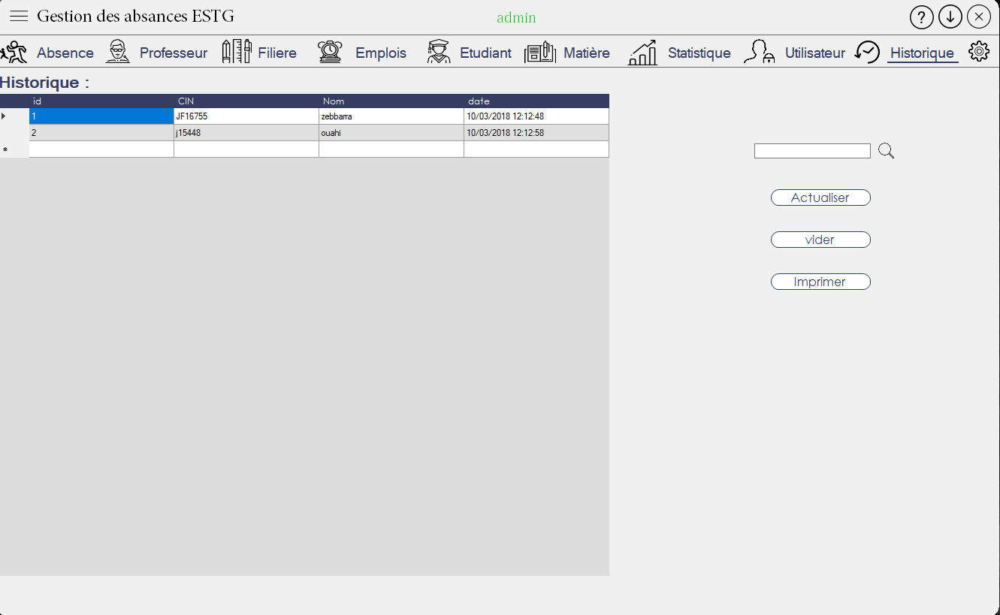 Gestion des absances ESTG
admin
?
Absence Professeur Filiere Emplois Etudiant Matière Statistique Utilisateur Historique
Historique :
id CIN Nom date
1 JF16755 zebbarra 10/03/2018 12:12:48
2 j15448 ouahi 10/03/2018 12:12:58
Actualiser
vider
Imprimer